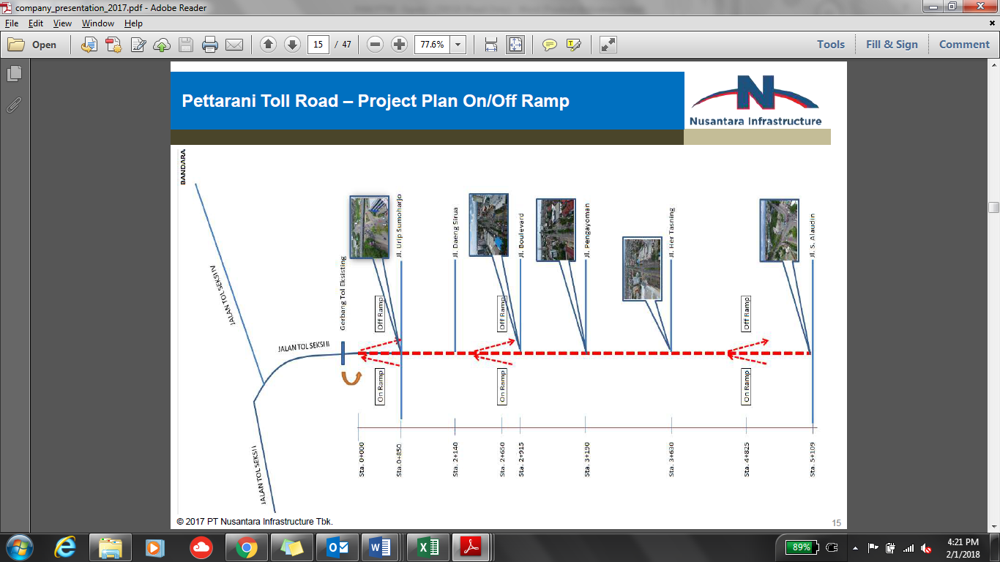 company_presentation_2017.pdf - Adobe Reader
File Edit View Window Help
Open 15 / 47 77.6% Tools Fill & Sign Comment
Pettarani Toll Road – Project Plan On/Off Ramp
Nusantara Infrastructure
BANDARA
JALAN TOL SEKSI IV
JALAN TOL SEKSI II
JALAN TOL SEKSI I
Gerbang Tol Eksisting
Jl. Urip Sumoharjo
Jl. Daeng Sirua
Jl. Boulevard
Jl. Pengayoman
Jl. Her Tasning
Jl. S. Alaudin
Off Ramp
Off Ramp
Off Ramp
On Ramp
On Ramp
On Ramp
Sta. 0+000
Sta. 0+850
Sta. 2+140
Sta. 2+650
Sta. 2+915
Sta. 3+190
Sta. 3+630
Sta. 4+825
Sta. 5+109
© 2017 PT Nusantara Infrastructure Tbk.
15
89%
4:21 PM
2/1/2018